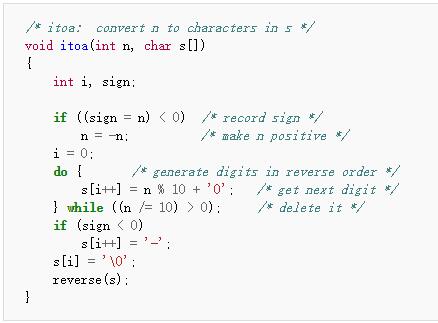 /* itoa:  convert n to characters in s */
void itoa(int n, char s[])
{
    int i, sign;

    if ((sign = n) < 0)  /* record sign */
        n = -n;          /* make n positive */
    i = 0;
    do {       /* generate digits in reverse order */
        s[i++] = n % 10 + '0';   /* get next digit */
    } while ((n /= 10) > 0);     /* delete it */
    if (sign < 0)
        s[i++] = '-';
    s[i] = '\0';
    reverse(s);
}